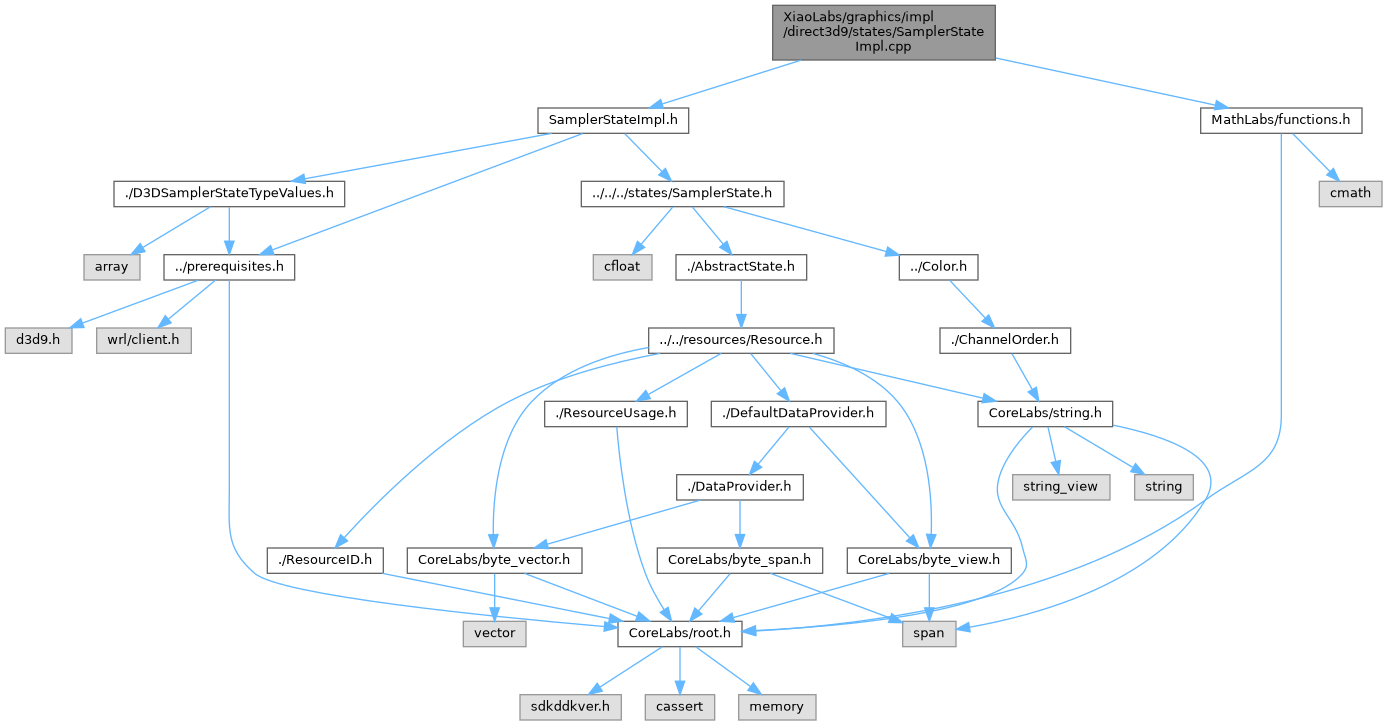 XiaoLabs/graphics/impl
/direct3d9/states/SamplerState
Impl.cpp
SamplerStateImpl.h
MathLabs/functions.h
./D3DSamplerStateTypeValues.h
../../../states/SamplerState.h
cmath
array
../prerequisites.h
cfloat
./AbstractState.h
../Color.h
d3d9.h
wrl/client.h
../../resources/Resource.h
./ChannelOrder.h
./ResourceUsage.h
./DefaultDataProvider.h
CoreLabs/string.h
./DataProvider.h
string_view
string
./ResourceID.h
CoreLabs/byte_vector.h
CoreLabs/byte_span.h
CoreLabs/byte_view.h
vector
CoreLabs/root.h
span
sdkddkver.h
cassert
memory